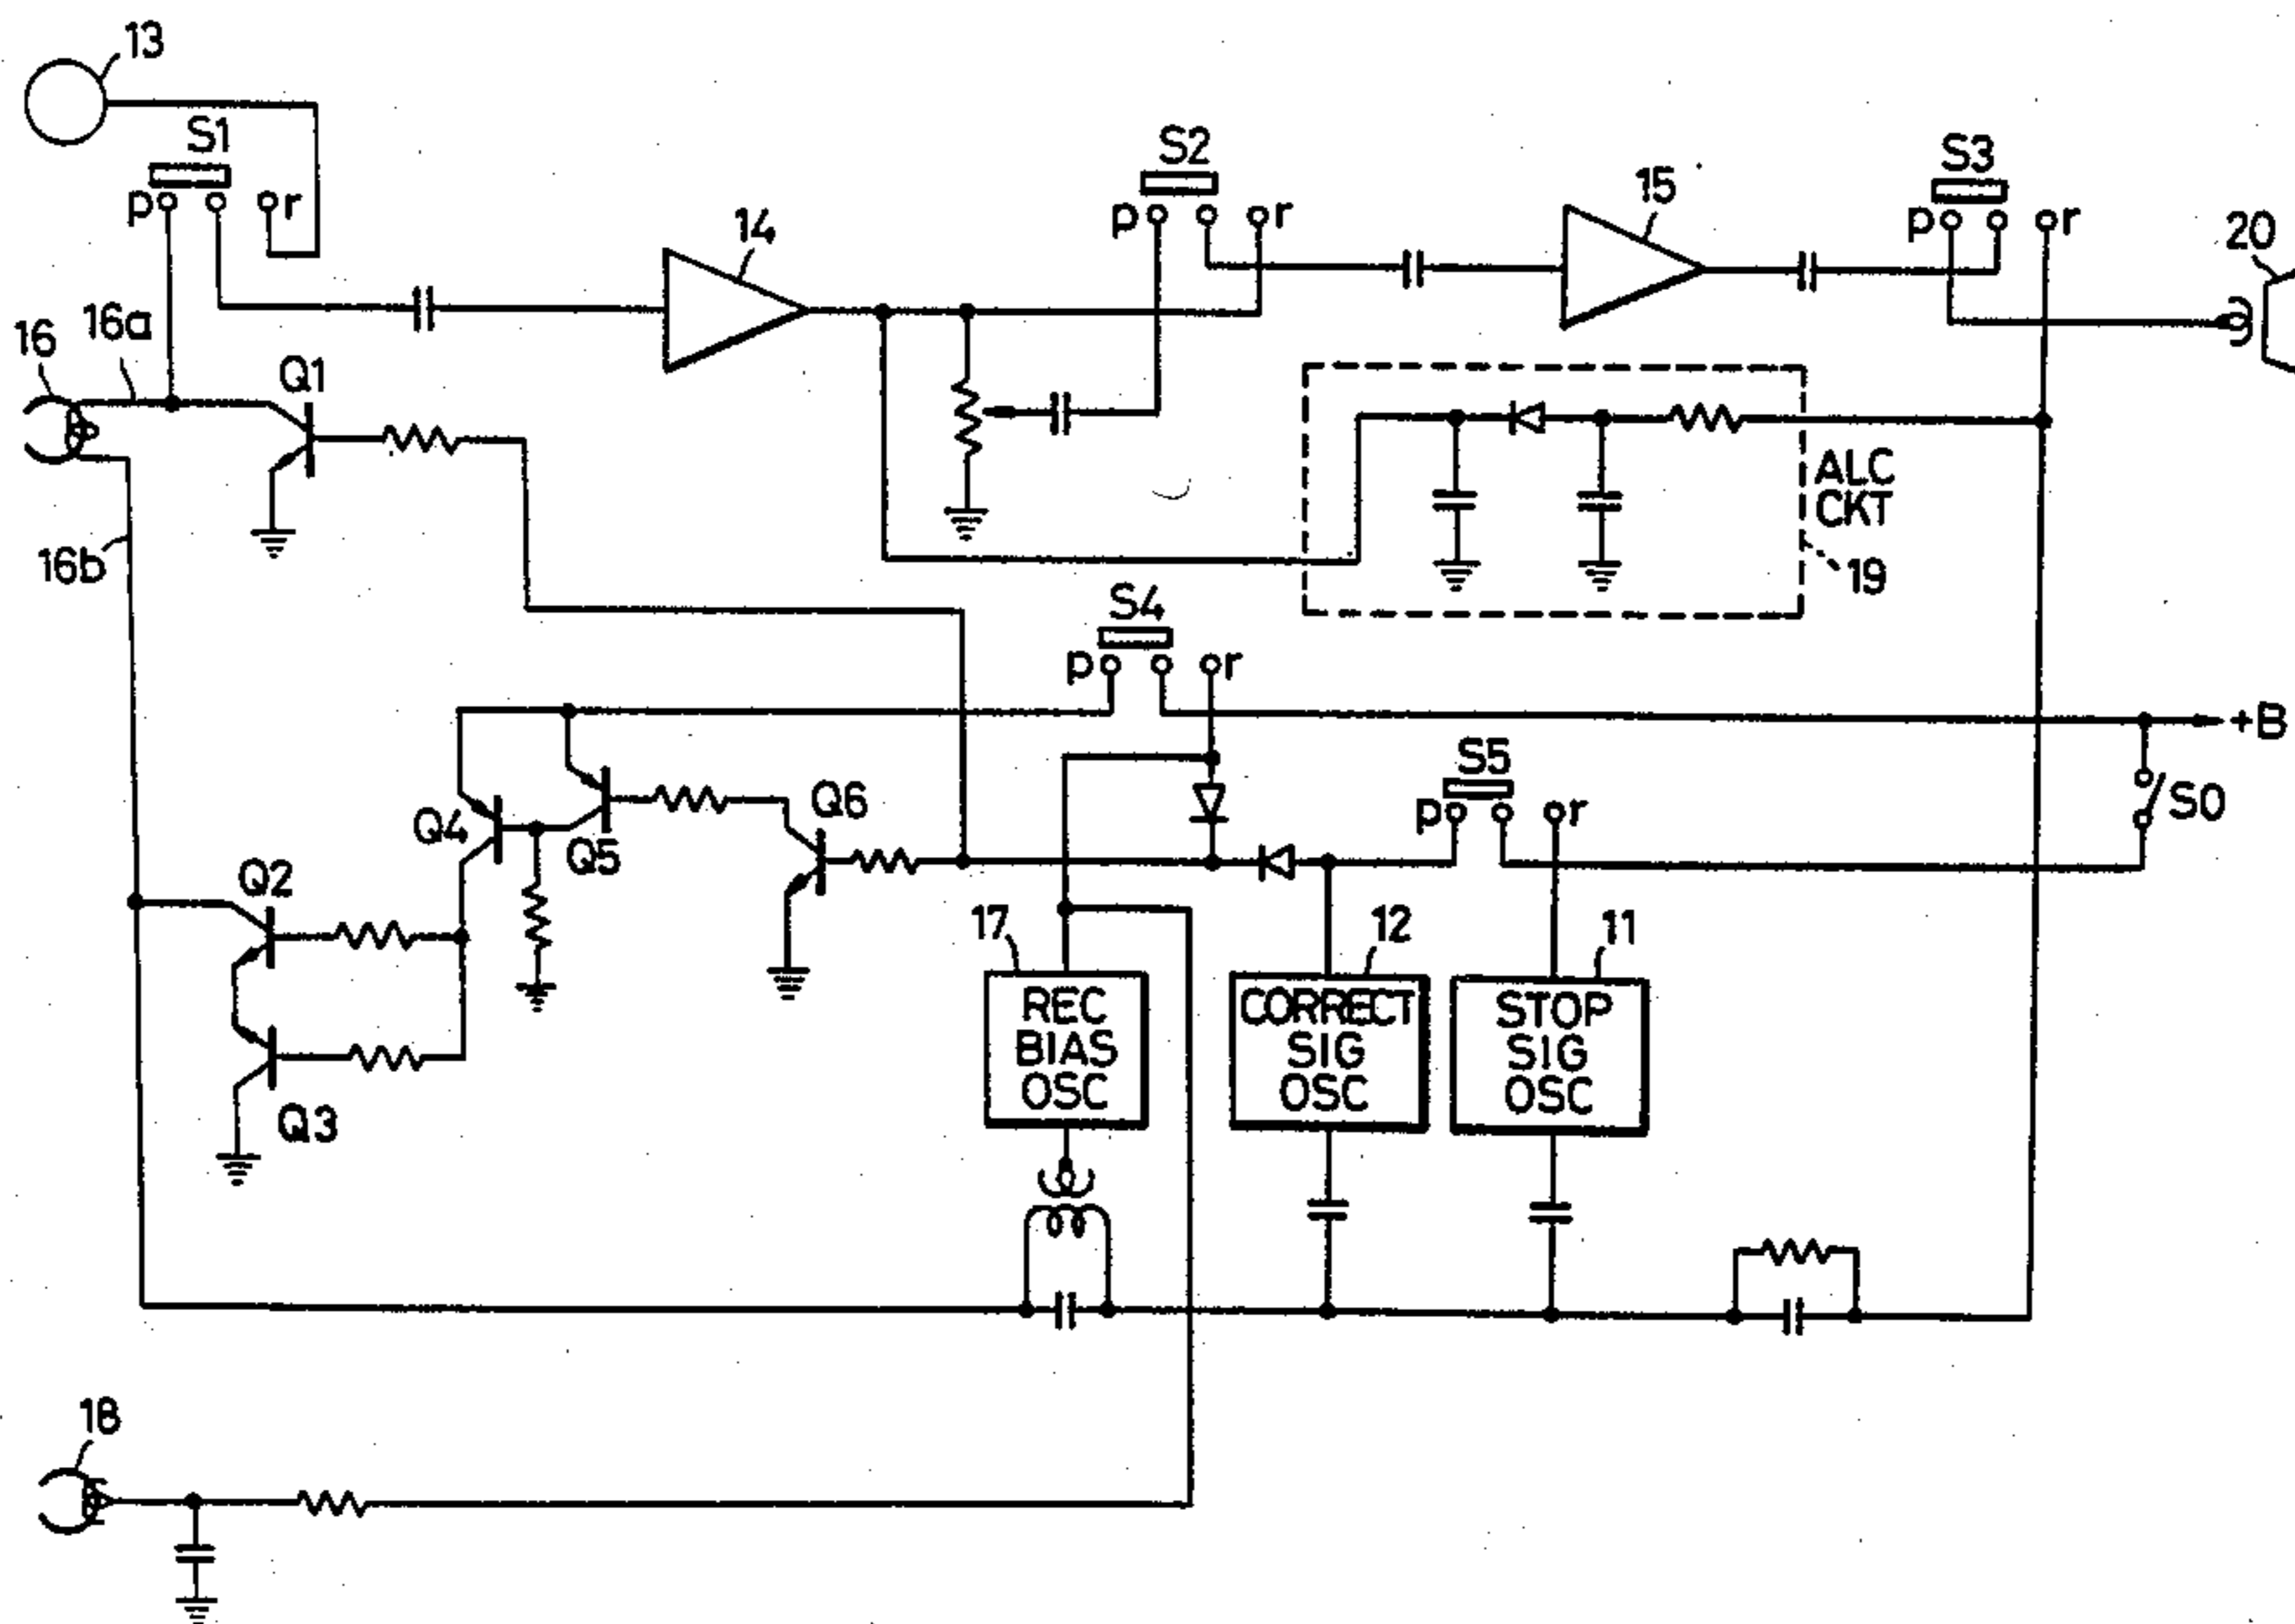 13
S1
p
r
S2
p
r
15
S3
p
r
20
14
16
16a
Q1
16b
ALC
CKT
19
S4
p
r
+B
S5
p
r
S0
Q4
Q5
Q6
Q2
Q3
17
REC
BIAS
OSC
12
CORRECT
SIG
OSC
11
STOP
SIG
OSC
18